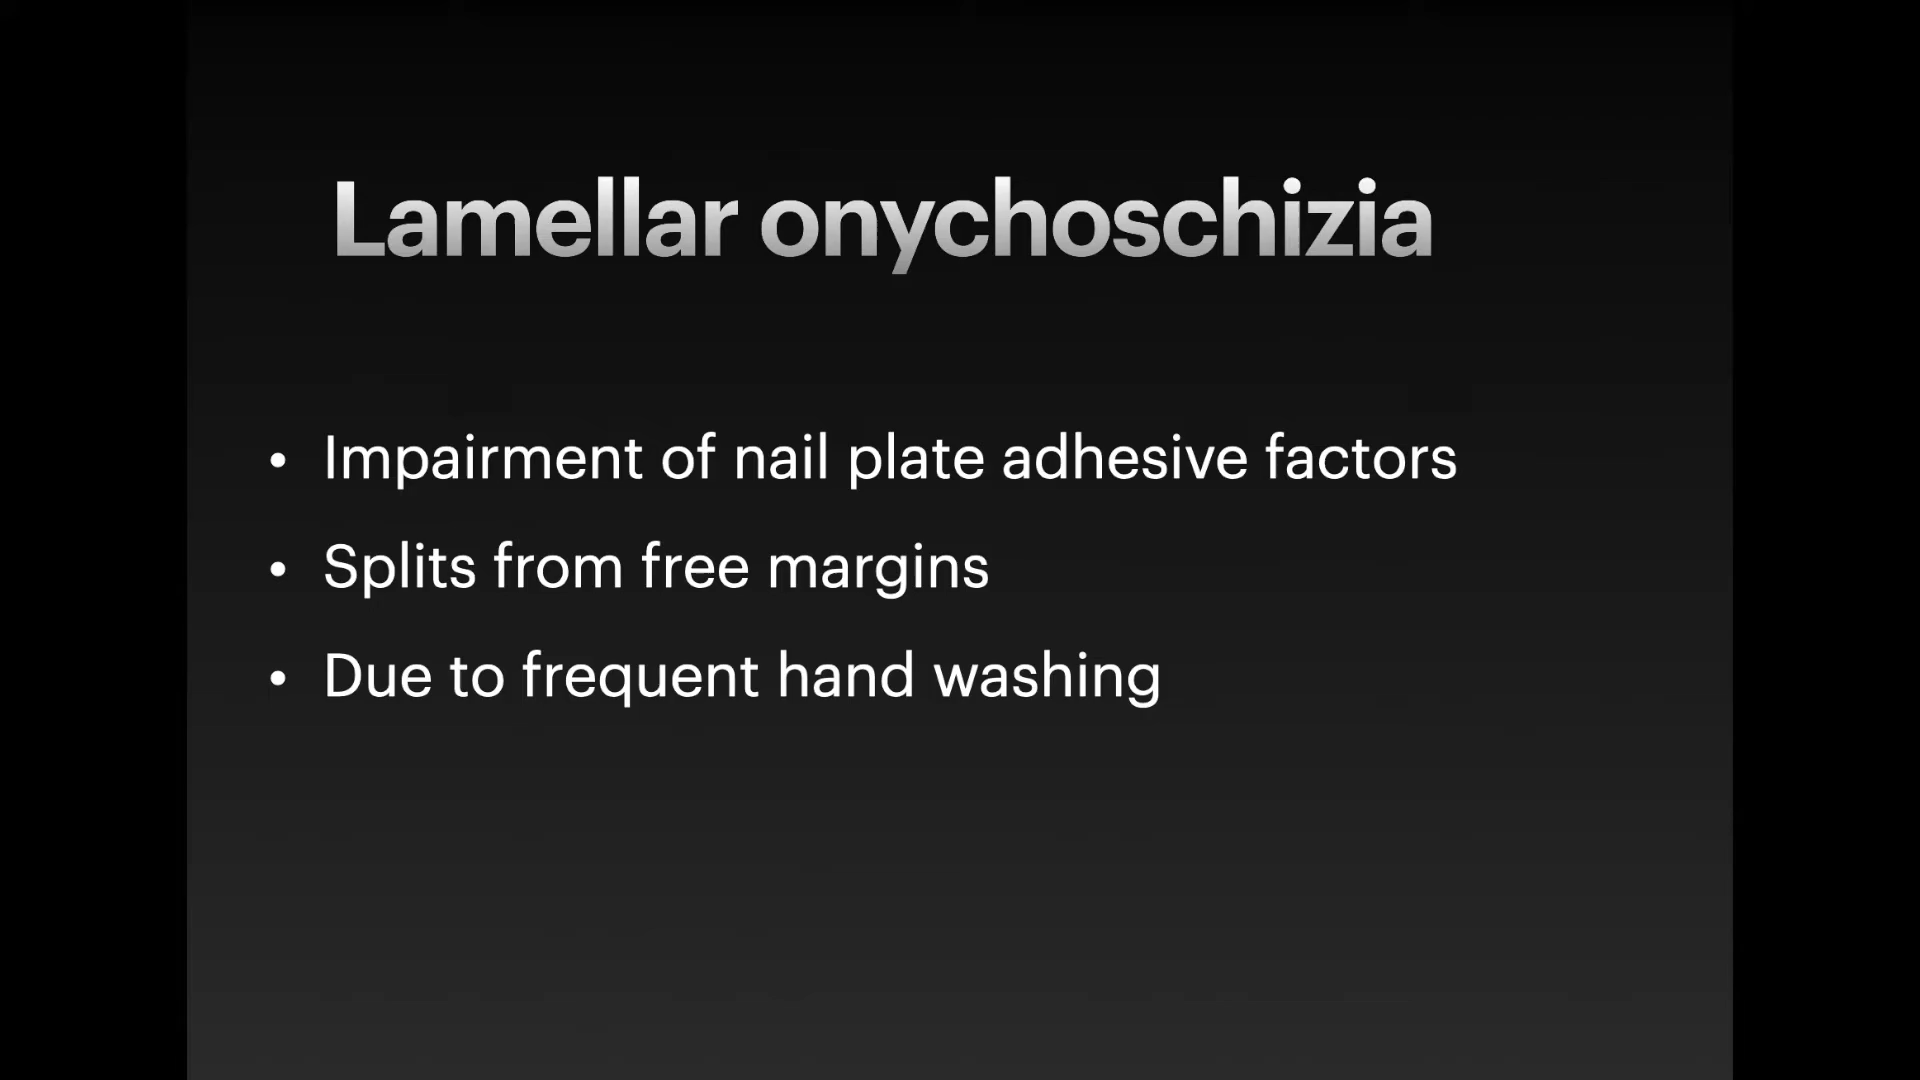 Lamellar onychoschizia
• Impairment of nail plate adhesive factors
• Splits from free margins
• Due to frequent hand washing